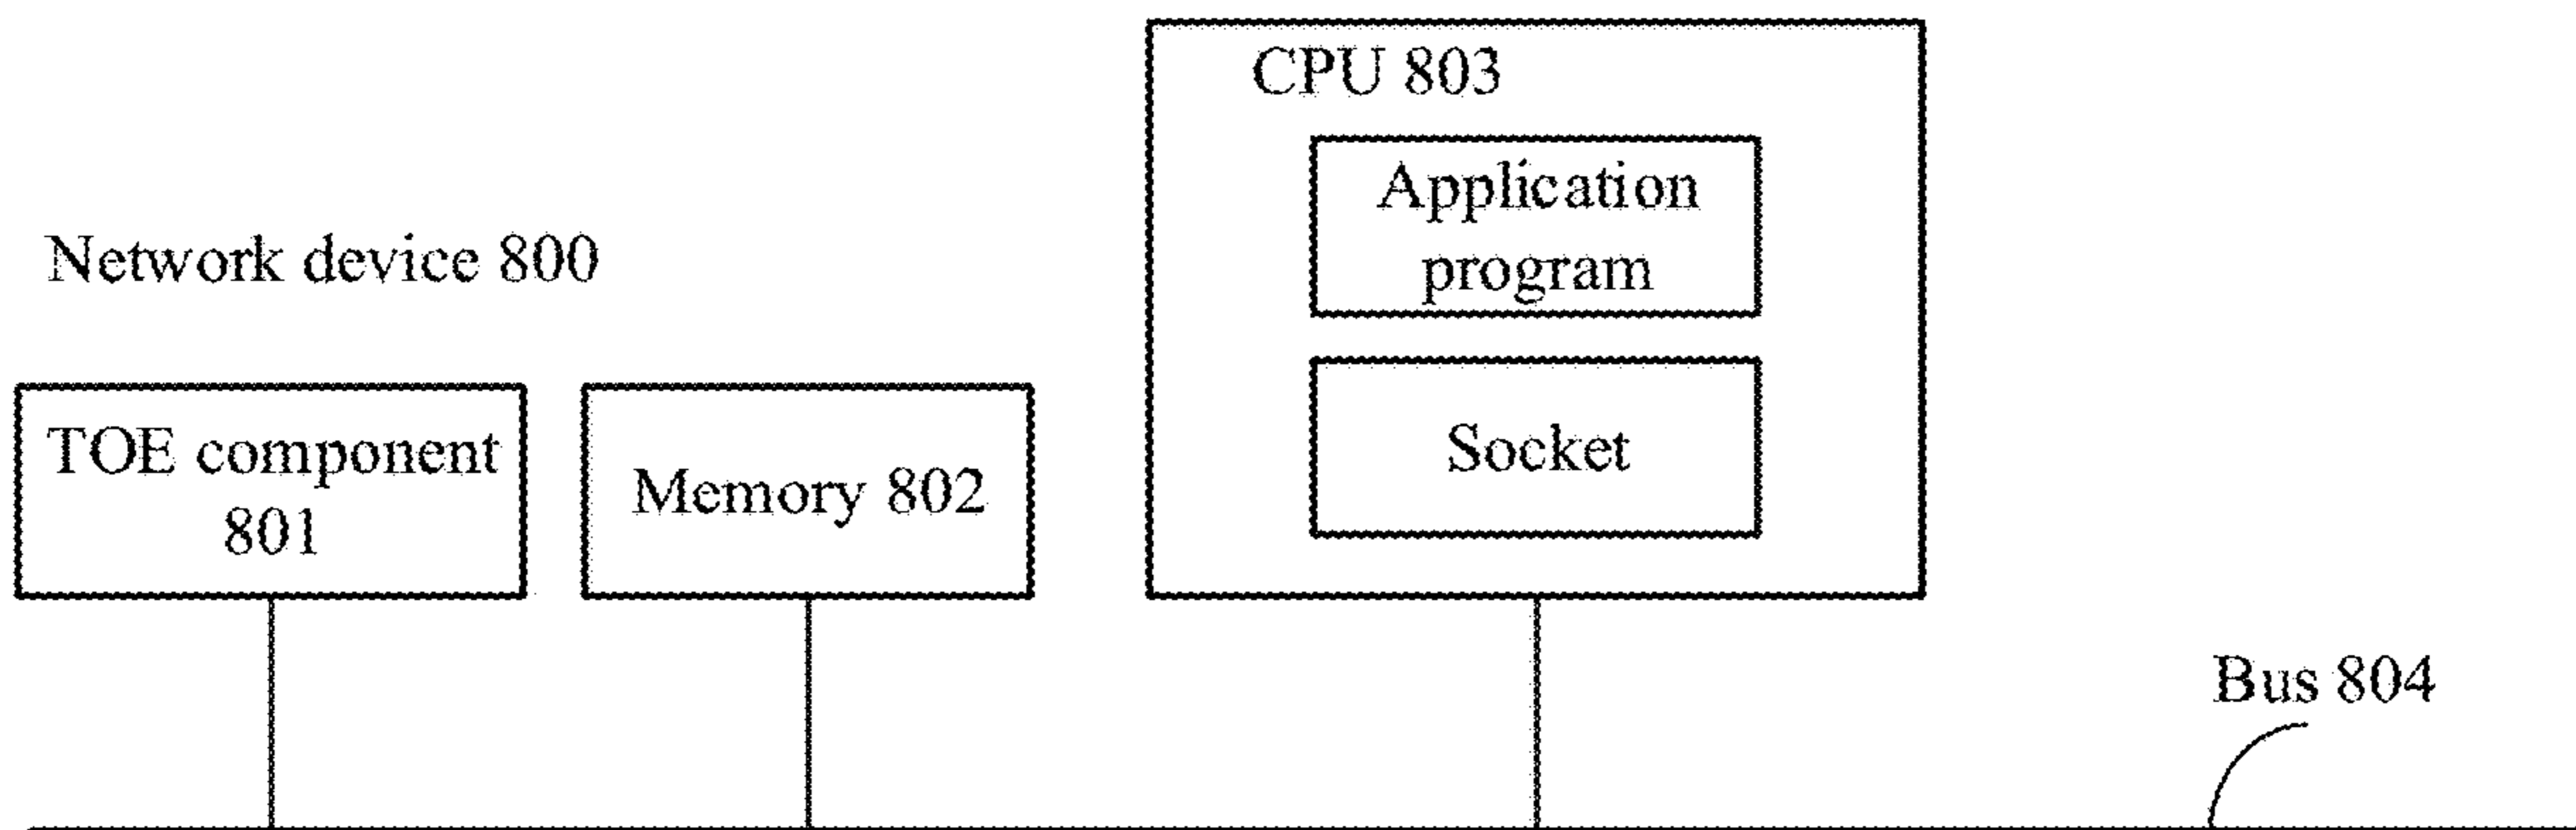 CPU 803
Application
program
Network device 800
TOE component
801
Memory 802
Socket
Bus 804